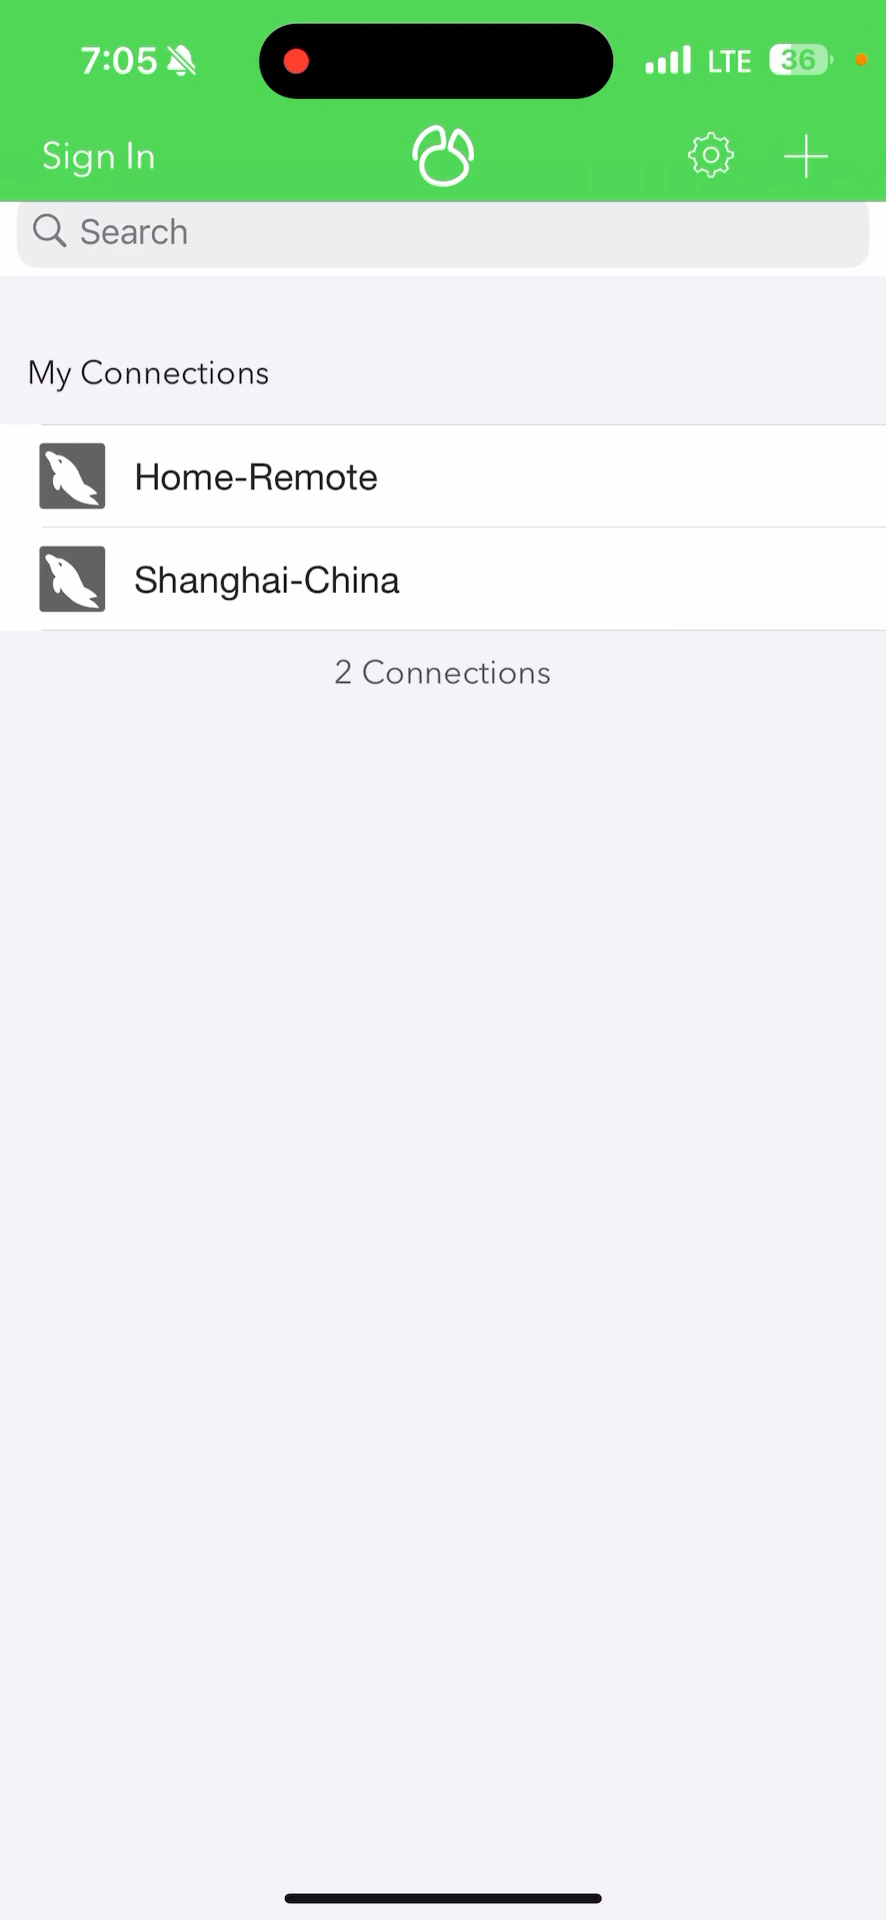 7:05 LTE 36
Sign In
Search
My Connections
Home-Remote
Shanghai-China
2 Connections